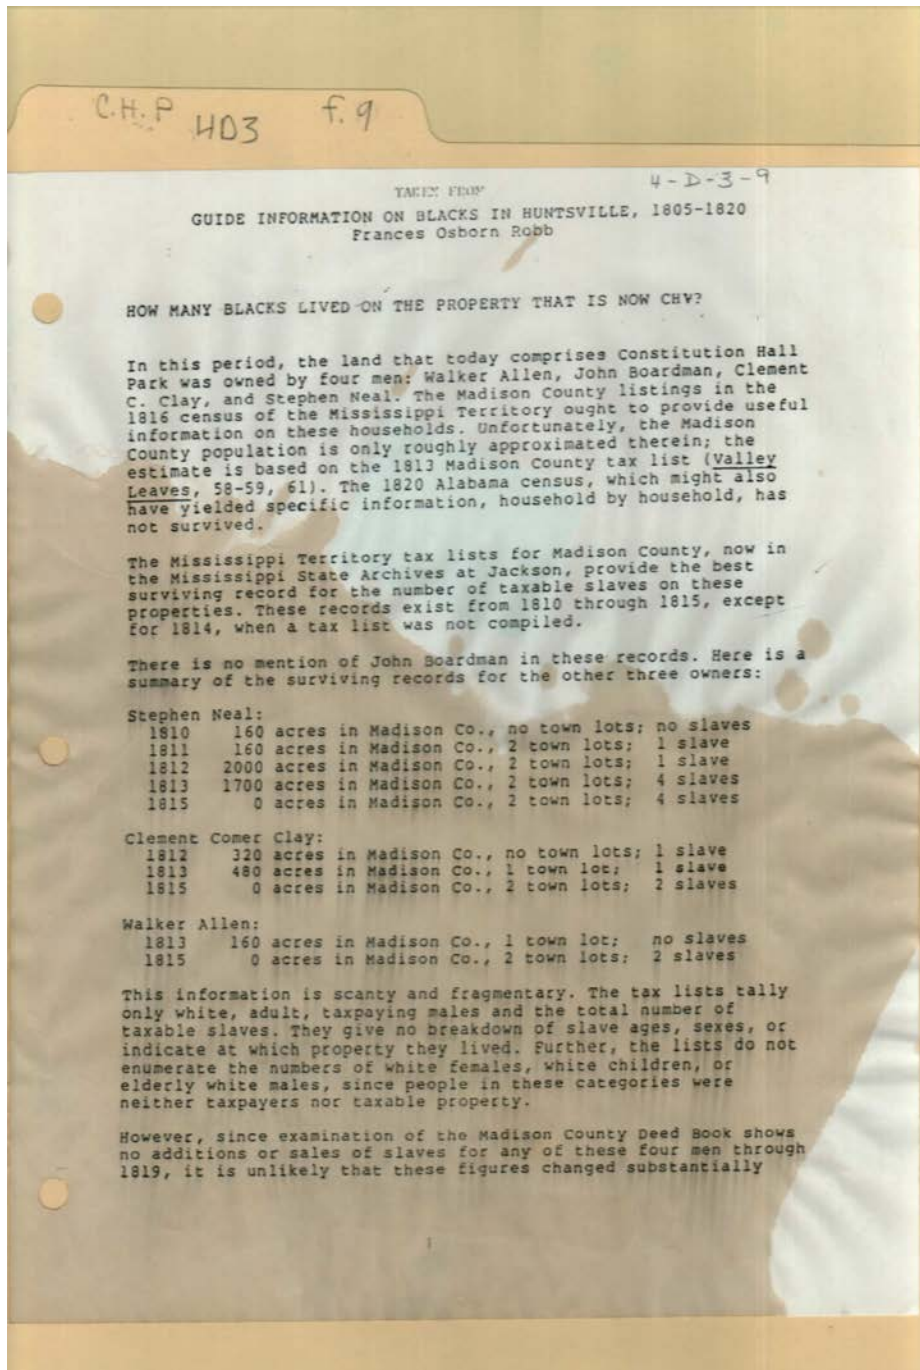 C.H.P 4D3 f.9
4-D-3-9
TAKEN FROM
GUIDE INFORMATION ON BLACKS IN HUNTSVILLE, 1805-1820
Frances Osborn Robb
HOW MANY BLACKS LIVED ON THE PROPERTY THAT IS NOW CHV?
In this period, the land that today comprises Constitution Hall
Park was owned by four men: Walker Allen, John Boardman, Clement
C. Clay, and Stephen Neal. The Madison County listings in the
1816 census of the Mississippi Territory ought to provide useful
information on these households. Unfortunately, the Madison
County population is only roughly approximated therein; the
estimate is based on the 1813 Madison County tax list (Valley
Leaves, 58-59, 61). The 1820 Alabama census, which might also
have yielded specific information, household by household, has
not survived.
The Mississippi Territory tax lists for Madison County, now in
the Mississippi State Archives at Jackson, provide the best
surviving record for the number of taxable slaves on these
properties. These records exist from 1810 through 1815, except
for 1814, when a tax list was not compiled.
There is no mention of John Boardman in these records. Here is a
summary of the surviving records for the other three owners:
Stephen Neal:
1810 160 acres in Madison Co., no town lots; no slaves
1811 160 acres in Madison Co., 2 town lots; 1 slave
1812 2000 acres in Madison Co., 2 town lots; 1 slave
1813 1700 acres in Madison Co., 2 town lots; 4 slaves
1815 0 acres in Madison Co., 2 town lots; 4 slaves
Clement Comer Clay:
1812 320 acres in Madison Co., no town lots; 1 slave
1813 480 acres in Madison Co., 1 town lot; 1 slave
1815 0 acres in Madison Co., 2 town lots; 2 slaves
Walker Allen:
1813 160 acres in Madison Co., 1 town lot; no slaves
1815 0 acres in Madison Co., 2 town lots; 2 slaves
This information is scanty and fragmentary. The tax lists tally
only white, adult, taxpaying males and the total number of
taxable slaves. They give no breakdown of slave ages, sexes, or
indicate at which property they lived. Further, the lists do not
enumerate the numbers of white females, white children, or
elderly white males, since people in these categories were
neither taxpayers nor taxable property.
However, since examination of the Madison County Deed Book shows
no additions or sales of slaves for any of these four men through
1819, it is unlikely that these figures changed substantially
1